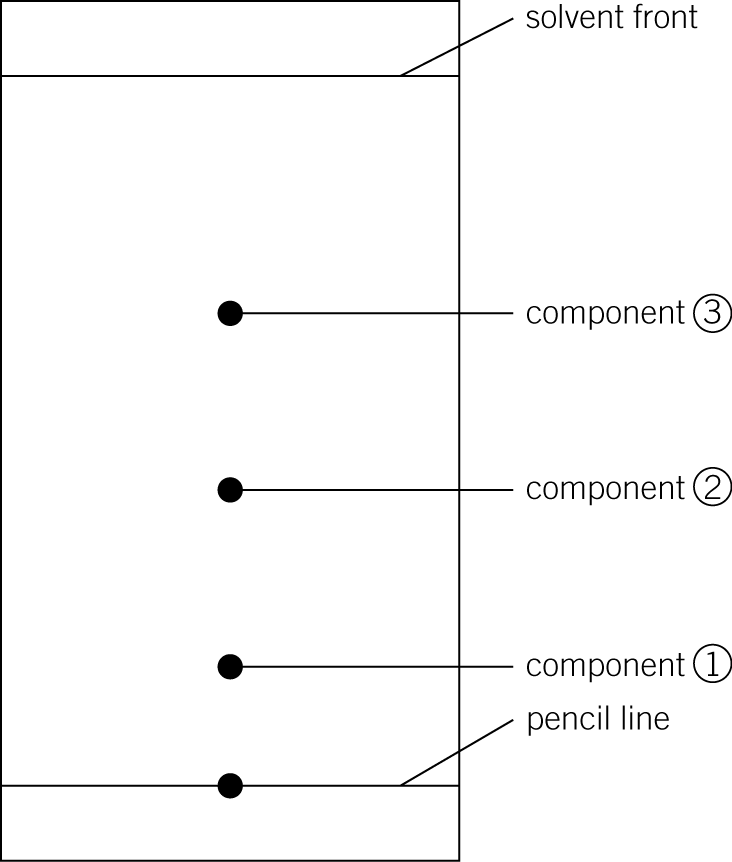 solvent front
component ③
component ②
component ①
pencil line